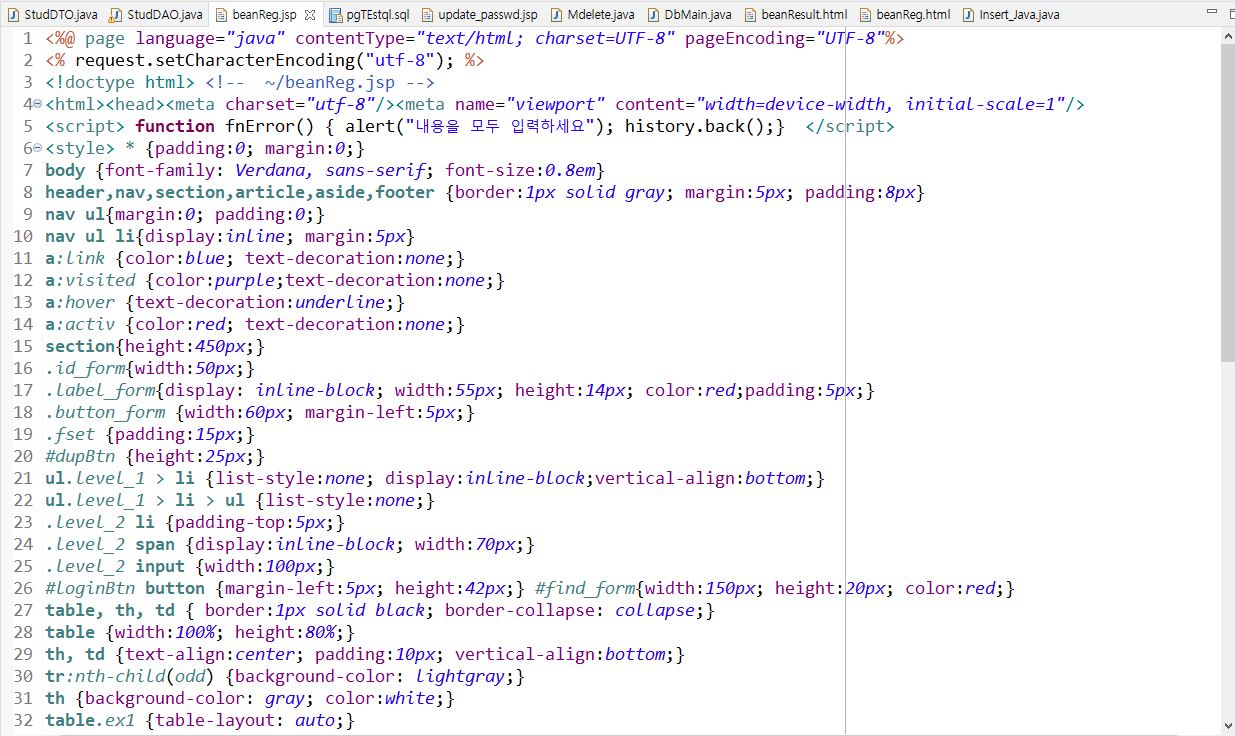 StudDTO.java StudDAO.java beanReg.jsp pgTEstql.sql update_passwd.jsp Mdelete.java DbMain.java beanResult.html beanReg.html Insert_Java.java
1 <%@ page language="java" contentType="text/html; charset=UTF-8" pageEncoding="UTF-8"%>
2 <% request.setCharacterEncoding("utf-8"); %>
3 <!doctype html> <!--  ~/beanReg.jsp -->
4 <html><head><meta charset="utf-8"/><meta name="viewport" content="width=device-width, initial-scale=1"/>
5 <script> function fnError() { alert("내용을 모두 입력하세요"); history.back();}  </script>
6 <style> * {padding:0; margin:0;}
7 body {font-family: Verdana, sans-serif; font-size:0.8em}
8 header,nav,section,article,aside,footer {border:1px solid gray; margin:5px; padding:8px}
9 nav ul{margin:0; padding:0;}
10 nav ul li{display:inline; margin:5px}
11 a:link {color:blue; text-decoration:none;}
12 a:visited {color:purple;text-decoration:none;}
13 a:hover {text-decoration:underline;}
14 a:activ {color:red; text-decoration:none;}
15 section{height:450px;}
16 .id_form{width:50px;}
17 .label_form{display: inline-block; width:55px; height:14px; color:red;padding:5px;}
18 .button_form {width:60px; margin-left:5px;}
19 .fset {padding:15px;}
20 #dupBtn {height:25px;}
21 ul.level_1 > li {list-style:none; display:inline-block;vertical-align:bottom;}
22 ul.level_1 > li > ul {list-style:none;}
23 .level_2 li {padding-top:5px;}
24 .level_2 span {display:inline-block; width:70px;}
25 .level_2 input {width:100px;}
26 #loginBtn button {margin-left:5px; height:42px;} #find_form{width:150px; height:20px; color:red;}
27 table, th, td { border:1px solid black; border-collapse: collapse;}
28 table {width:100%; height:80%;}
29 th, td {text-align:center; padding:10px; vertical-align:bottom;}
30 tr:nth-child(odd) {background-color: lightgray;}
31 th {background-color: gray; color:white;}
32 table.ex1 {table-layout: auto;}